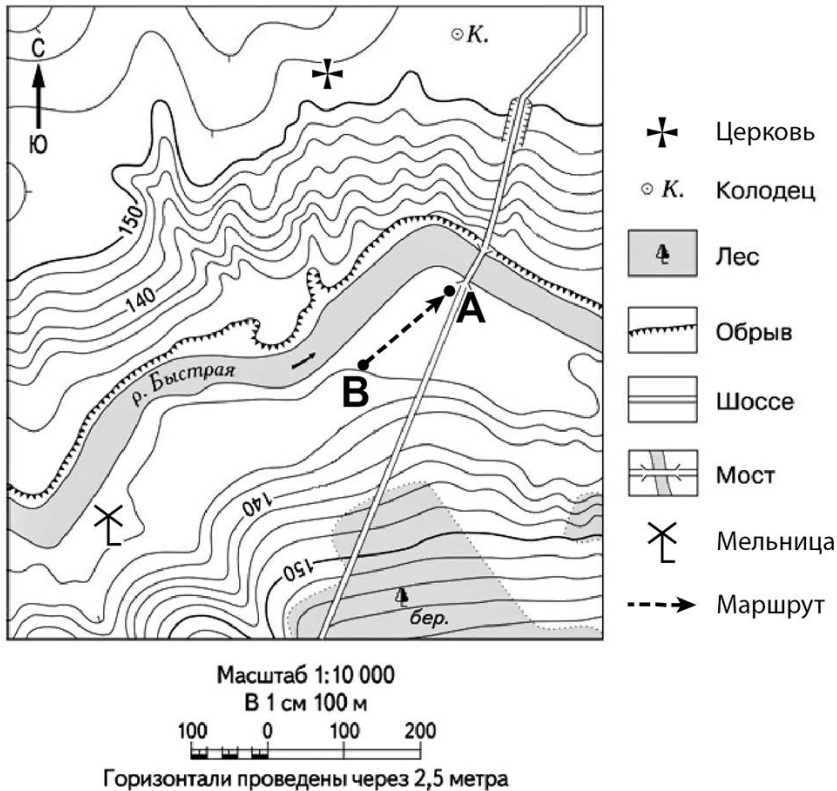 С
Ю
К.
150
140
А
В
р. Быстрая
140
150
бер.
Церковь
К. Колодец
Лес
Обрыв
Шоссе
Мост
Мельница
Маршрут
Масштаб 1:10 000
В 1 см 100 м
100 0 100 200
Горизонтали проведены через 2,5 метра